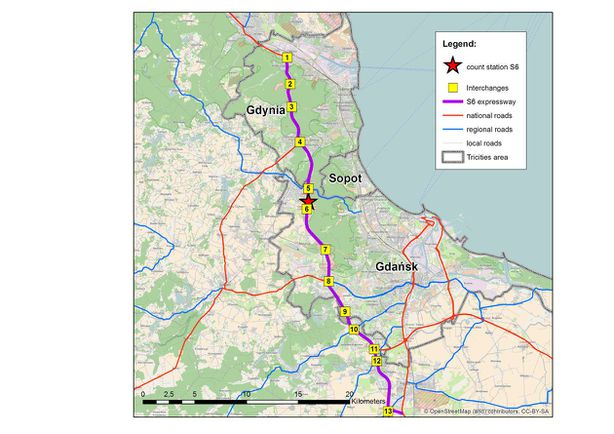 Legend:
count station S6
Interchanges
S6 expressway
national roads
regional roads
local roads
Tricities area
1
2
3
Gdynia
4
Sopot
5
6
7
Gdańsk
8
9
10
11
12
13
0 2,5 5 10 15 20
Kilometers
© OpenStreetMap (and) contributors, CC-BY-SA